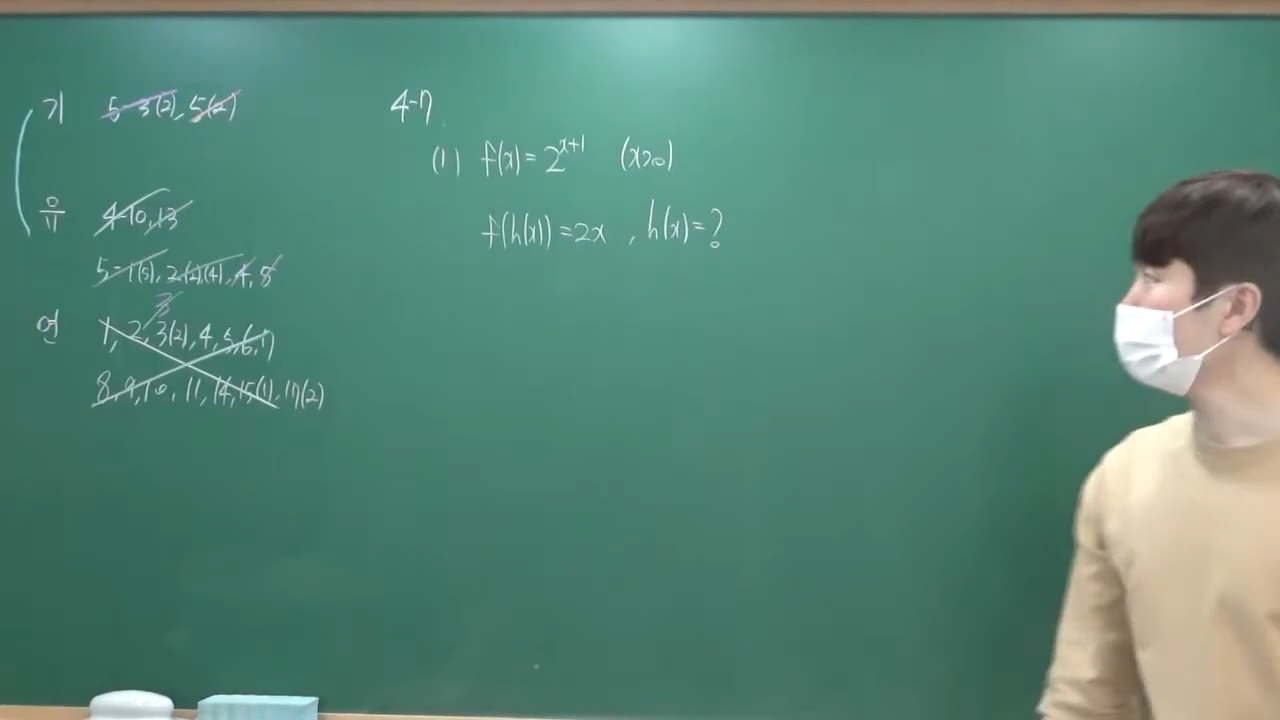 기 5-3(2), 5(2)
유 4-10, 13
5-1(5), 2(2),(4), 4, 8
3
연 1, 2, 3(2), 4, 5, 6, 7
8, 9, 10, 11, 14, 15(1), 17(2)
4-7
(1) f(x)=2^{x+1} (x>0)
f(h(x))=2x , h(x)=?